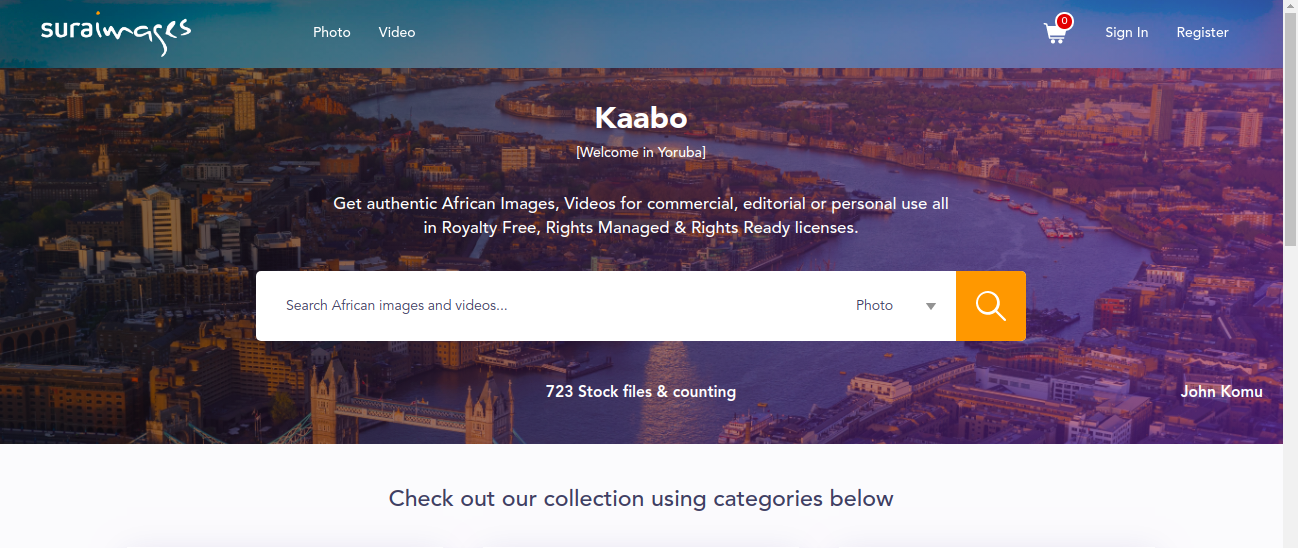 suraimages
Photo
Video
0
Sign In
Register
Kaabo
[Welcome in Yoruba]
Get authentic African Images, Videos for commercial, editorial or personal use all
in Royalty Free, Rights Managed & Rights Ready licenses.
Search African images and videos...
Photo
723 Stock files & counting
John Komu
Check out our collection using categories below